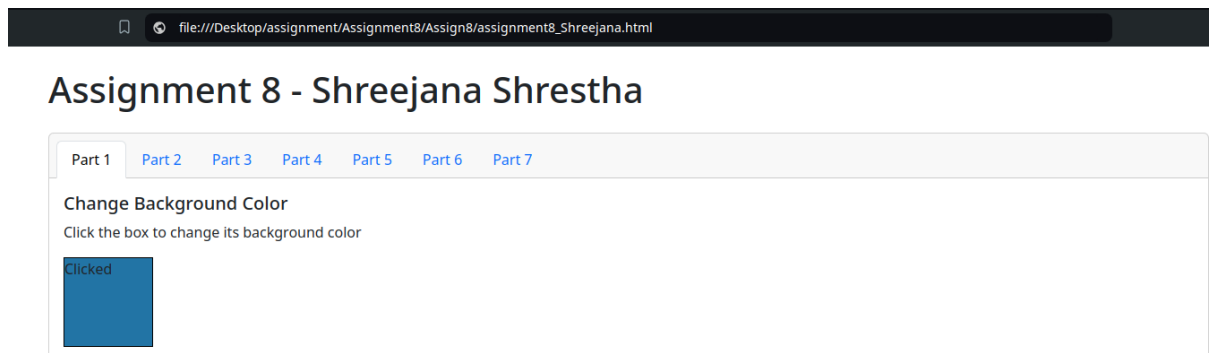 file:///Desktop/assignment/Assignment8/Assign8/assignment8_Shreejana.html
Assignment 8 - Shreejana Shrestha
Part 1 Part 2 Part 3 Part 4 Part 5 Part 6 Part 7
Change Background Color
Click the box to change its background color
Clicked